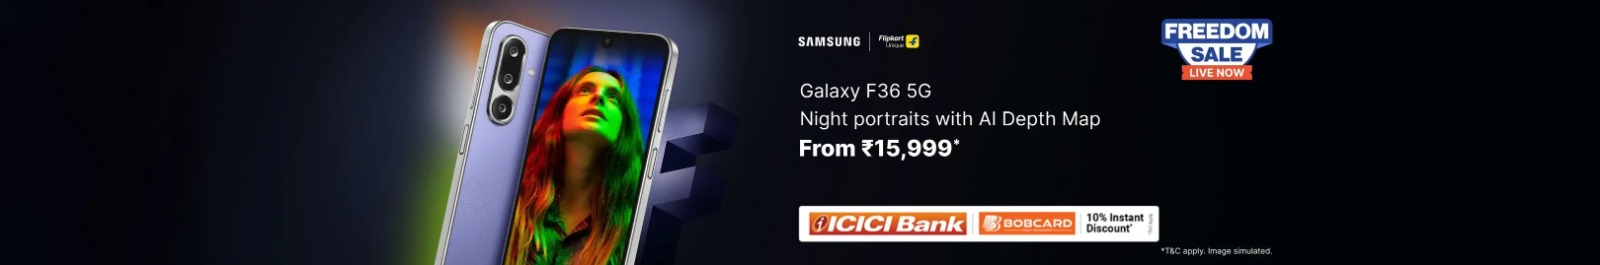 SAMSUNG
Flipkart
Unique
FREEDOM
SALE
LIVE NOW
Galaxy F36 5G
Night portraits with AI Depth Map
From ₹15,999*
ICICI Bank
BOBCARD
10% Instant
Discount*
*T&C apply. Image simulated.